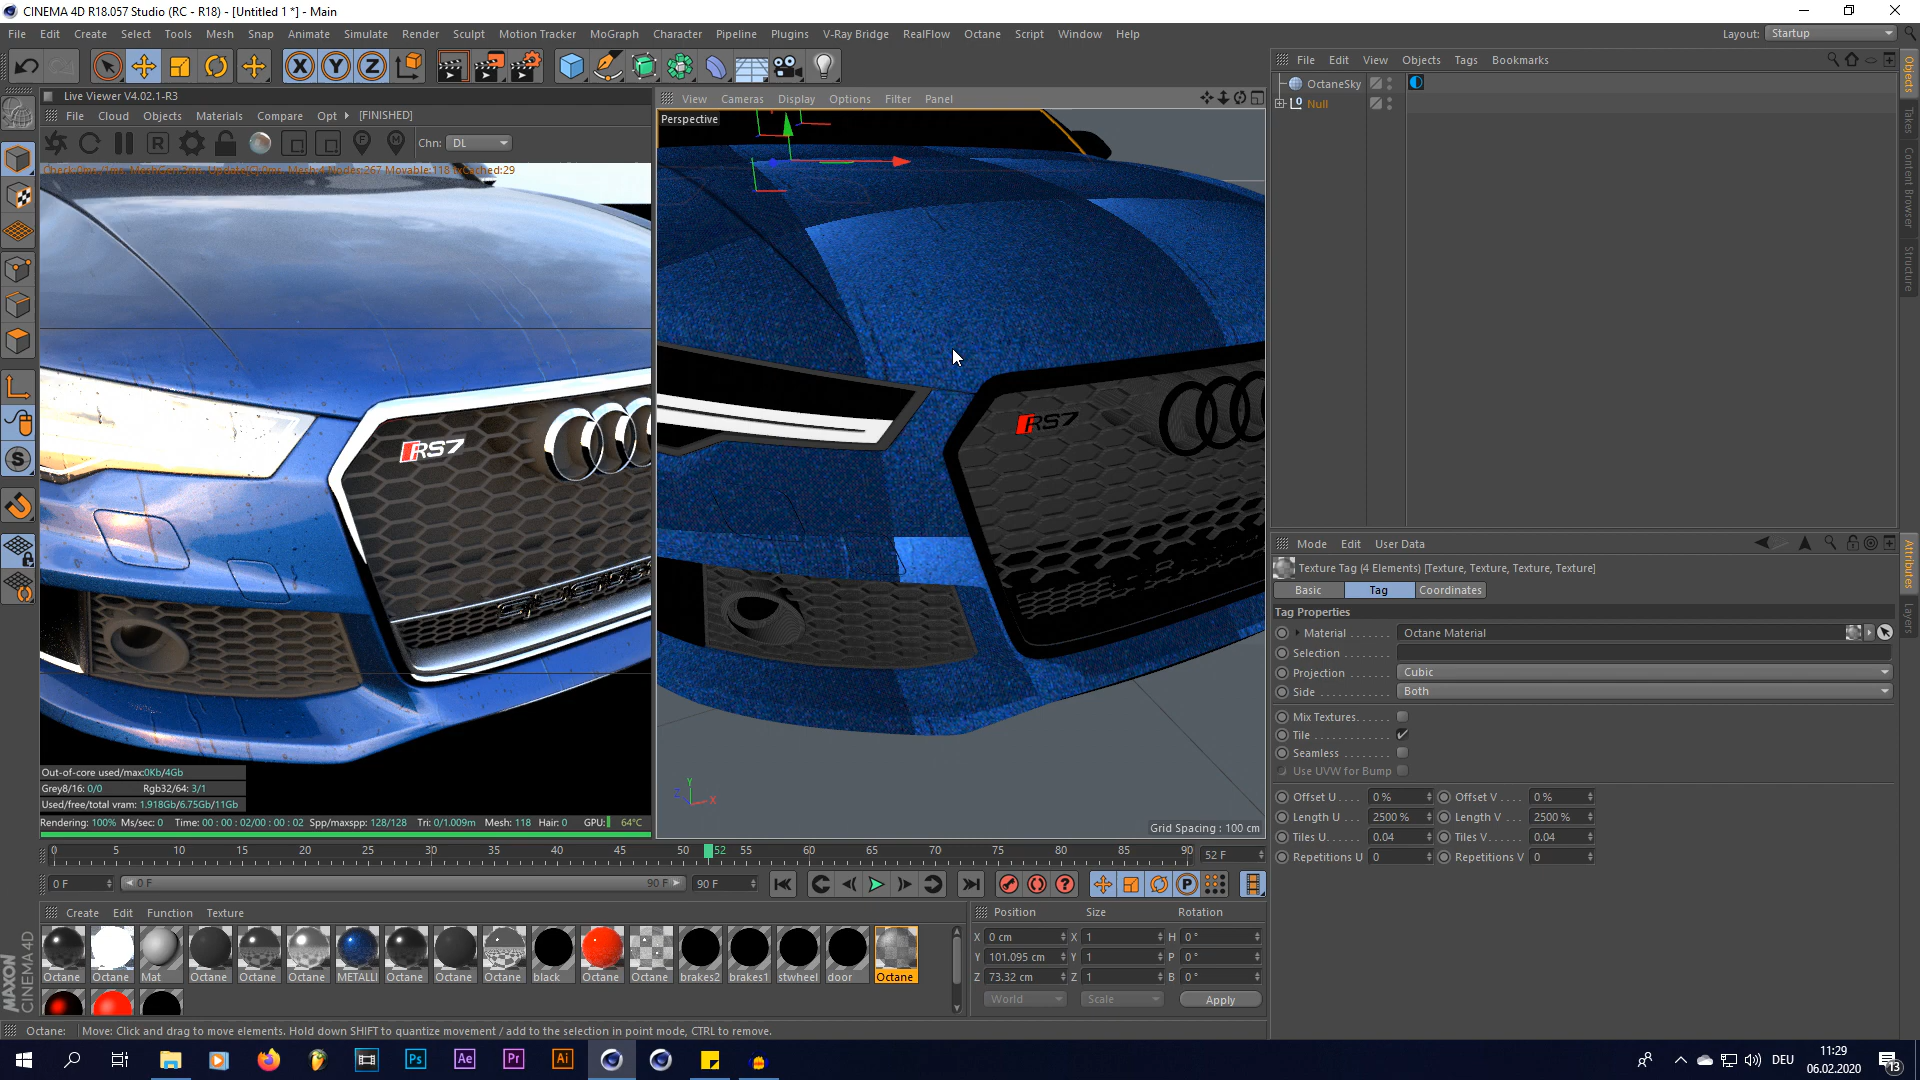 CINEMA 4D R18.057 Studio (RC - R18) - [Untitled 1 *] - Main
File Edit Create Select Tools Mesh Snap Animate Simulate Render Sculpt Motion Tracker MoGraph Character Pipeline Plugins V-Ray Bridge RealFlow Octane Script Window Help
Layout: Startup
Live Viewer V4.02.1-R3
File Cloud Objects Materials Compare Opt [FINISHED]
Chn: DL
View Cameras Display Options Filter Panel
Perspective
RS7
RS7
Out-of-core used/max:0Kb/4Gb
Grey8/16: 0/0 Rgb32/64: 3/1
Used/free/total vram: 1.918Gb/6.75Gb/11Gb
Rendering: 100% Ms/sec: 0 Time: 00 : 00 : 02/00 : 00 : 02 Spp/maxspp: 128/128 Tri: 0/1.009m Mesh: 118 Hair: 0 GPU: 64°C
Y
Z X
Grid Spacing : 100 cm
0 5 10 15 20 25 30 35 40 45 50 52 55 60 65 70 75 80 85 90
52 F
0 F 0 F 90 F 90 F
File Edit View Objects Tags Bookmarks
OctaneSky
Null
Objects
Takes
Content Browser
Structure
Mode Edit User Data
Texture Tag (4 Elements) [Texture, Texture, Texture, Texture]
Basic Tag Coordinates
Tag Properties
Material Octane Material
Selection
Projection Cubic
Side Both
Mix Textures
Tile
Seamless
Use UVW for Bump
Offset U 0 % Offset V 0 %
Length U 2500 % Length V 2500 %
Tiles U 0.04 Tiles V 0.04
Repetitions U 0 Repetitions V 0
Attributes
Layers
Create Edit Function Texture
Octane Octane Mat Octane Octane Octane METALLI Octane Octane Octane black Octane Octane brakes2 brakes1 stwheel door Octane
Position Size Rotation
X 0 cm X 1 H 0 °
Y 101.095 cm Y 1 P 0 °
Z 73.32 cm Z 1 B 0 °
World Scale Apply
MAXON
CINEMA 4D
Octane: Move: Click and drag to move elements. Hold down SHIFT to quantize movement / add to the selection in point mode, CTRL to remove.
Ps Ae Pr Ai
DEU
11:29
06.02.2020
13